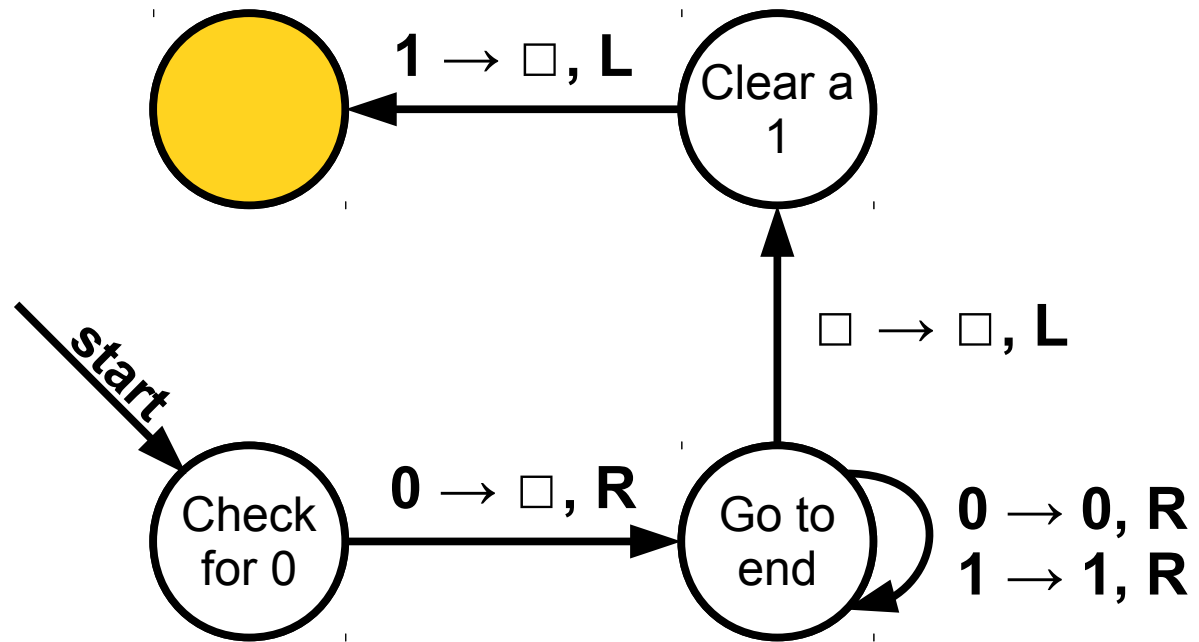 1 → □, L
Clear a
1
start
□ → □, L
0 → □, R
Check
for 0
Go to
end
0 → 0, R
1 → 1, R